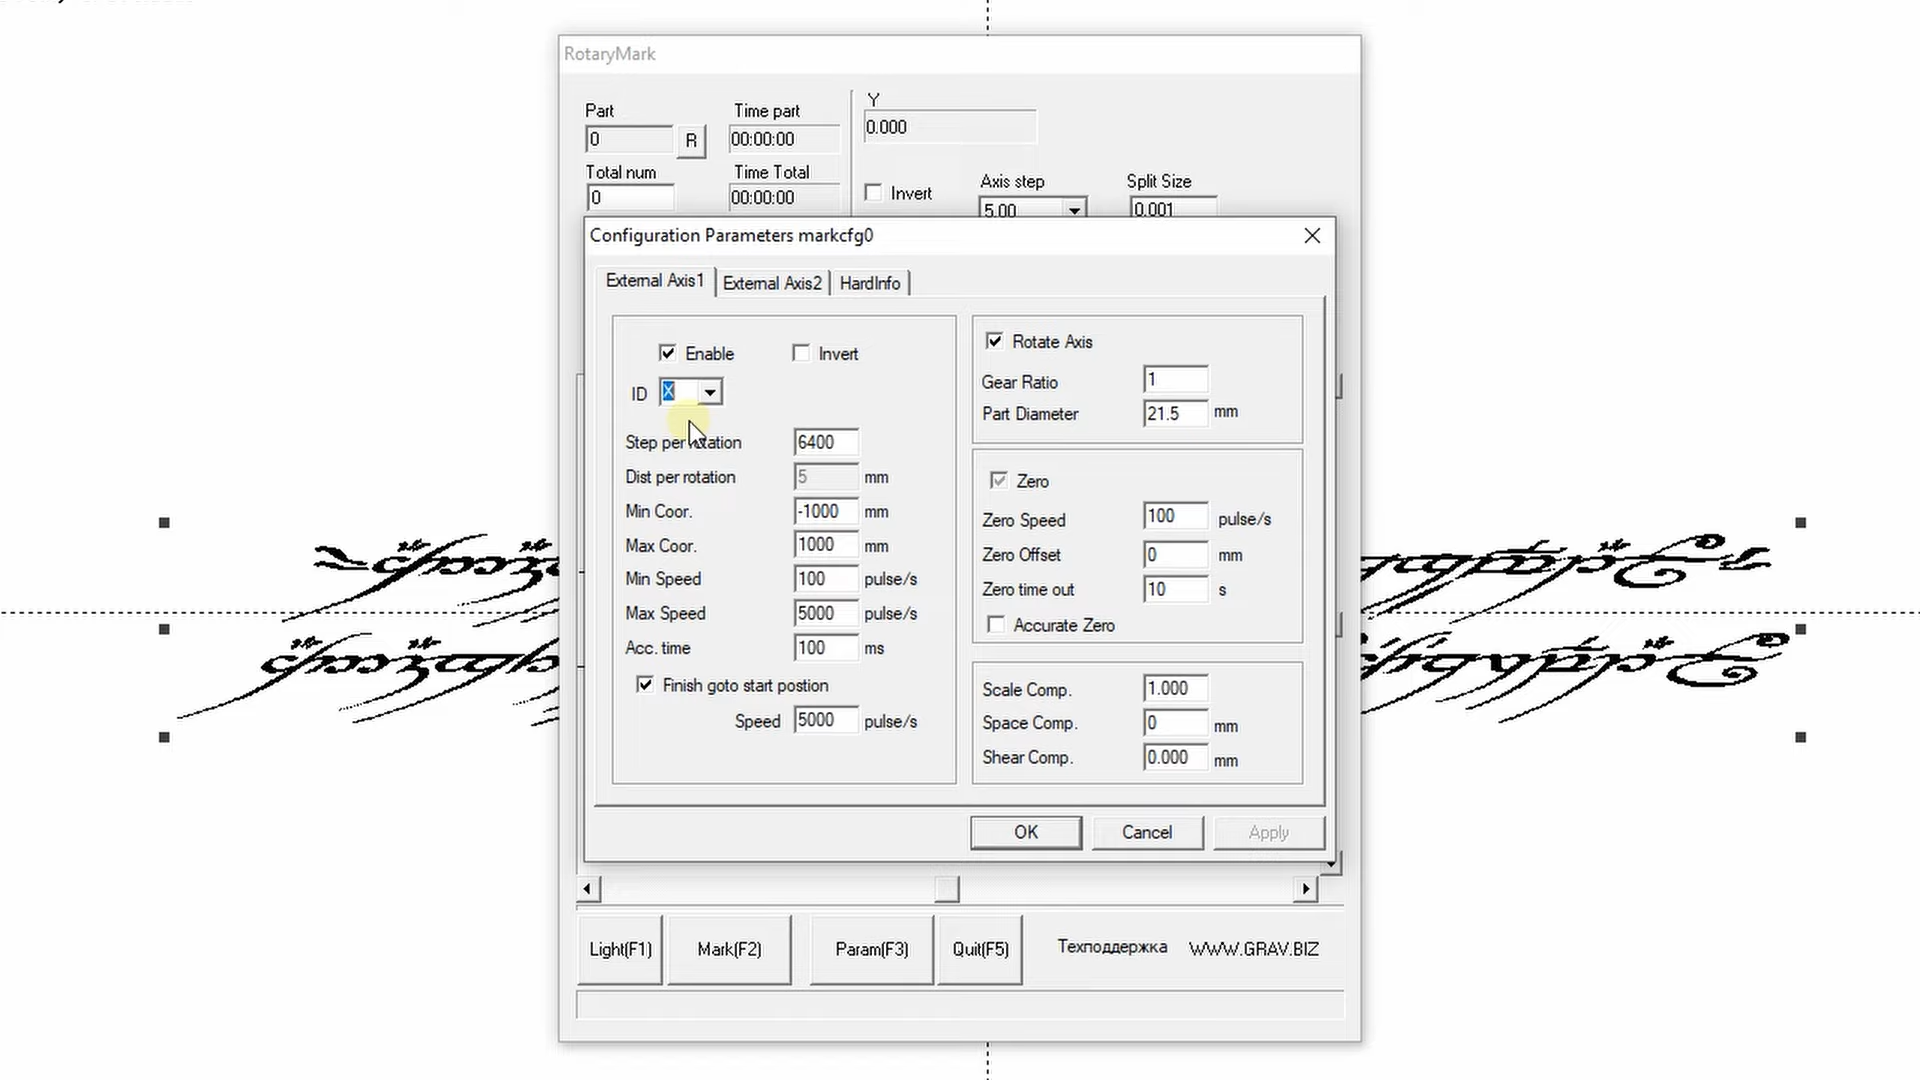 RotaryMark
Part
Time part
Y
0
R
00:00:00
0.000
Total num
Time Total
Invert
Axis step
Split Size
0
00:00:00
5.00
0.001
Configuration Parameters markcfg0
External Axis1
External Axis2
HardInfo
Enable
Invert
ID
X
Step per rotation
6400
Dist per rotation
5
mm
Min Coor.
-1000
mm
Max Coor.
1000
mm
Min Speed
100
pulse/s
Max Speed
5000
pulse/s
Acc. time
100
ms
Finish goto start postion
Speed
5000
pulse/s
Rotate Axis
Gear Ratio
1
Part Diameter
21.5
mm
Zero
Zero Speed
100
pulse/s
Zero Offset
0
mm
Zero time out
10
s
Accurate Zero
Scale Comp.
1.000
Space Comp.
0
mm
Shear Comp.
0.000
mm
OK
Cancel
Apply
Light(F1)
Mark(F2)
Param(F3)
Quit(F5)
Техподдержка
WWW.GRAV.BIZ